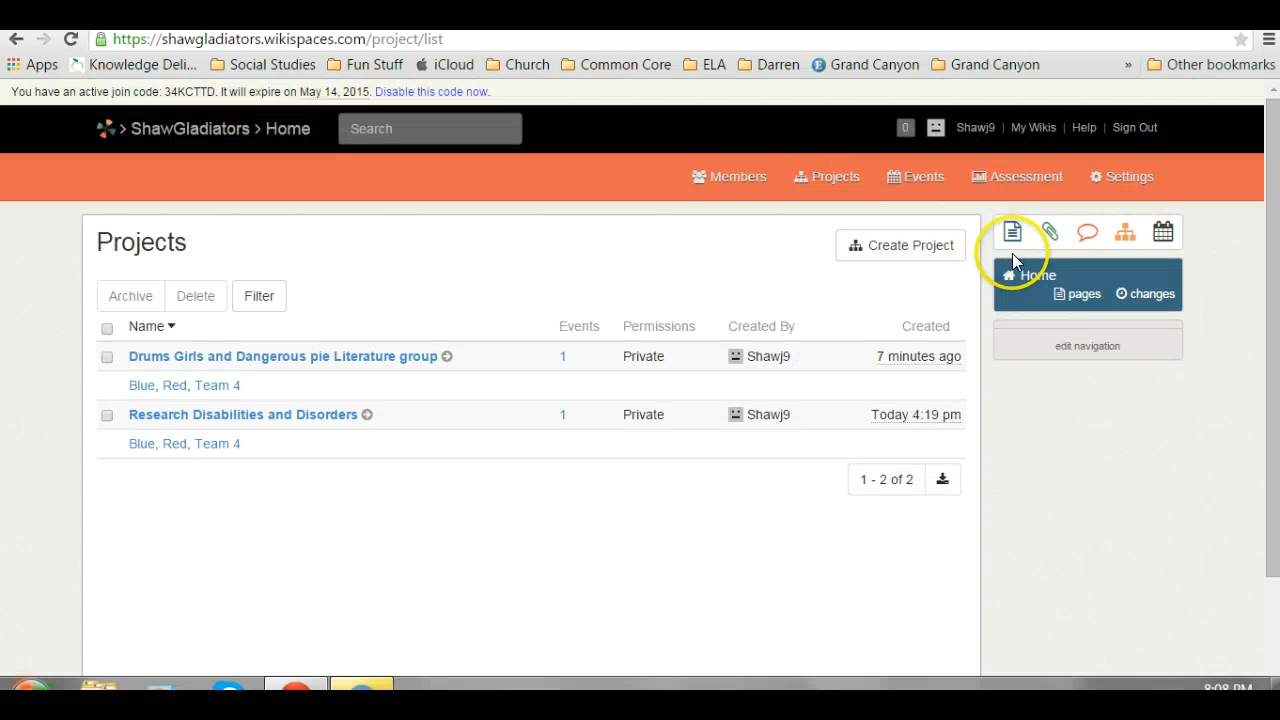 https://shawgladiators.wikispaces.com/project/list
Apps Knowledge Deli... Social Studies Fun Stuff iCloud Church Common Core ELA Darren Grand Canyon Grand Canyon » Other bookmarks
You have an active join code: 34KCTTD. It will expire on May 14, 2015. Disable this code now.
> ShawGladiators > Home Search 0 Shawj9 | My Wikis | Help | Sign Out
Members Projects Events Assessment Settings
Projects Create Project
Home
pages changes
Archive Delete Filter
Name Events Permissions Created By Created
edit navigation
Drums Girls and Dangerous pie Literature group 1 Private Shawj9 7 minutes ago
Blue, Red, Team 4
Research Disabilities and Disorders 1 Private Shawj9 Today 4:19 pm
Blue, Red, Team 4
1 - 2 of 2
8:08 PM